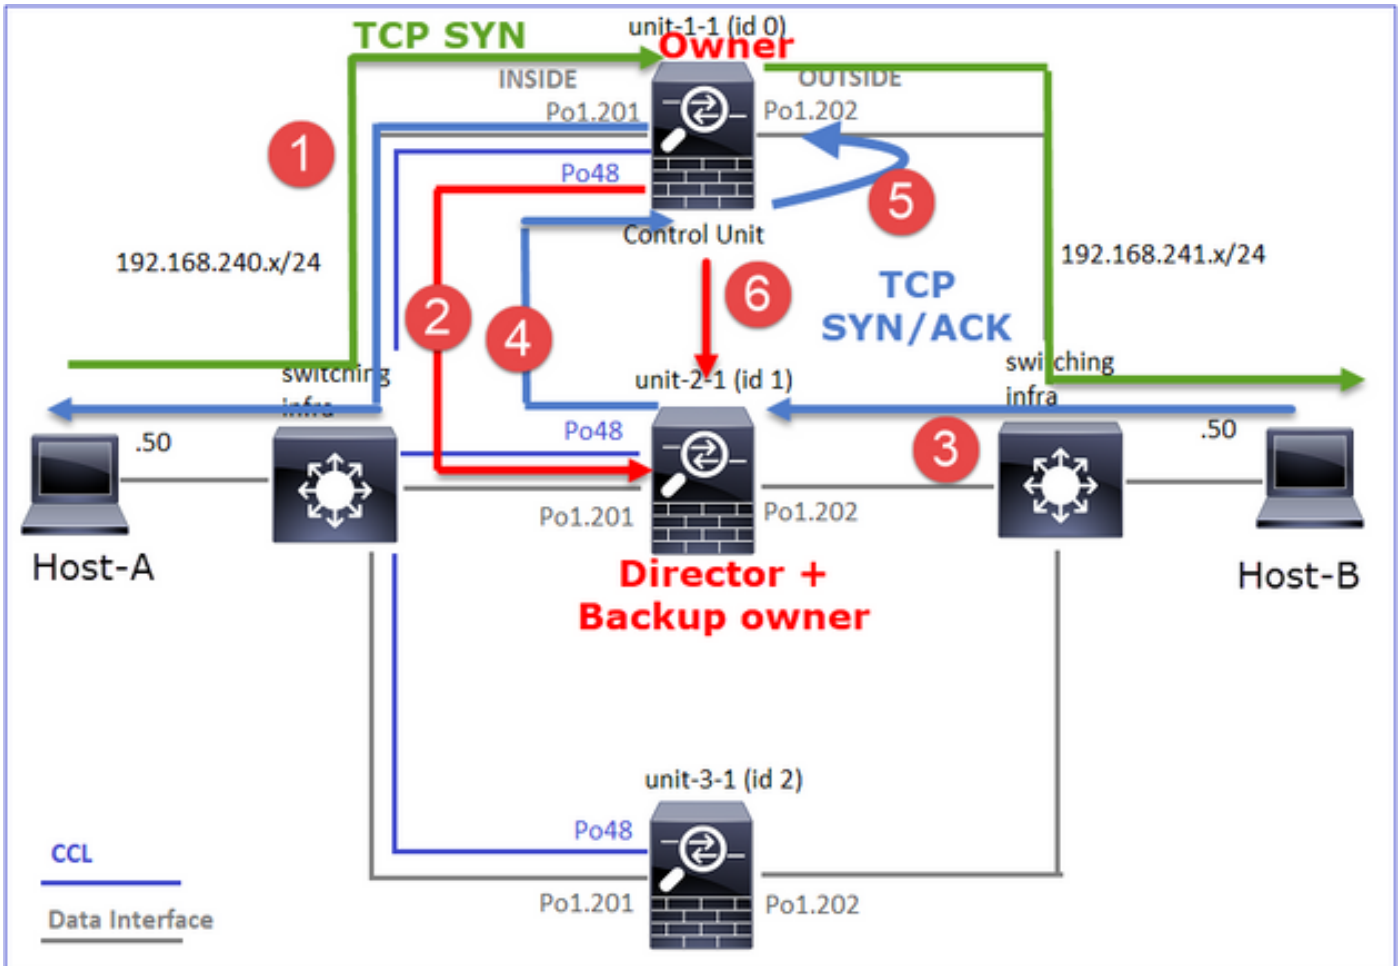 unit-1-1 (id 0)
TCP SYN
Owner
INSIDE
OUTSIDE
Po1.201
Po1.202
1
Po48
5
Control Unit
192.168.240.x/24
192.168.241.x/24
2
4
6
TCP
SYN/ACK
switching
infra
unit-2-1 (id 1)
switching
infra
.50
Po48
3
.50
Po1.201
Po1.202
Host-A
Director +
Backup owner
Host-B
unit-3-1 (id 2)
Po48
CCL
Po1.201
Po1.202
Data Interface